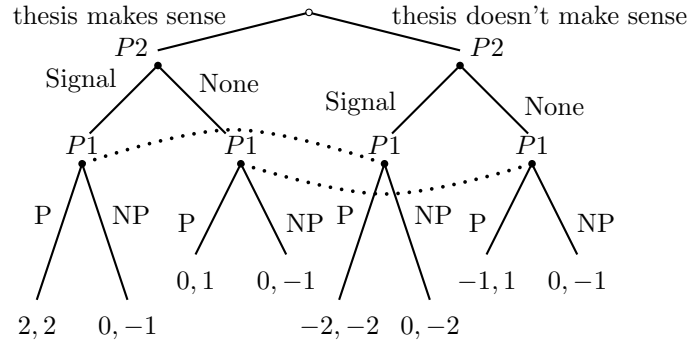 thesis makes sense thesis doesn't make sense
P2 P2
Signal None Signal None
P1 P1 P1 P1
P NP P NP P NP P NP
0, 1 0, −1 −1, 1 0, −1
2, 2 0, −1 −2, −2 0, −2